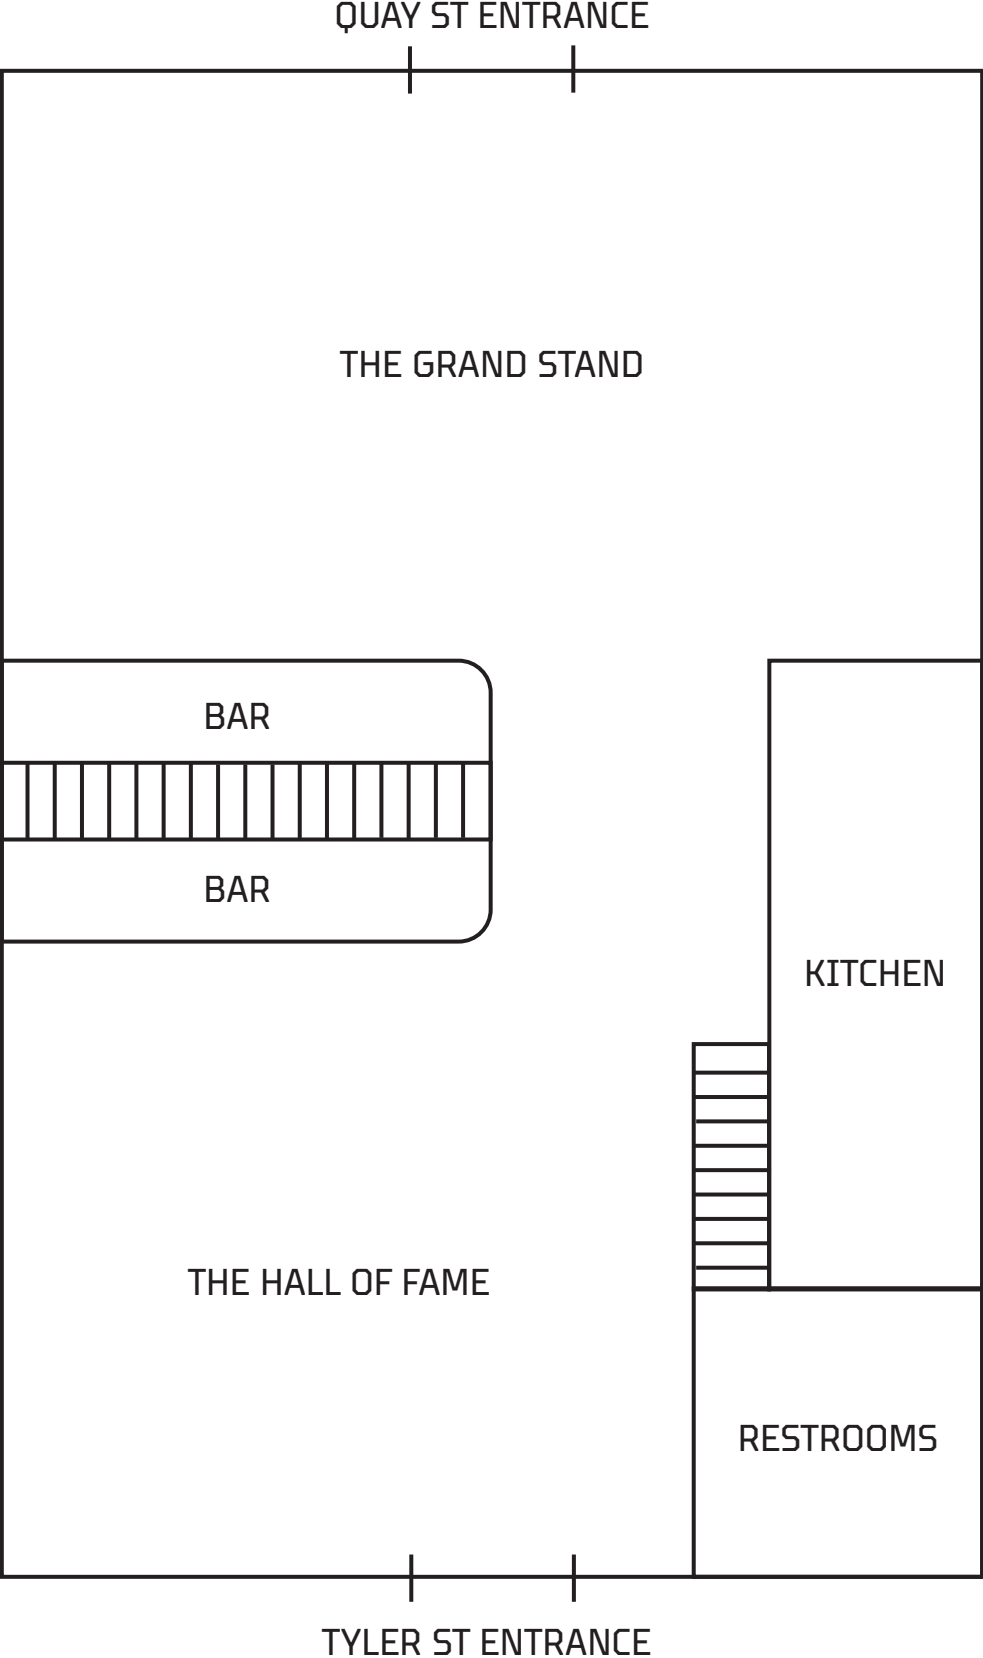 QUAY ST ENTRANCE
THE GRAND STAND
BAR
BAR
KITCHEN
THE HALL OF FAME
RESTROOMS
TYLER ST ENTRANCE